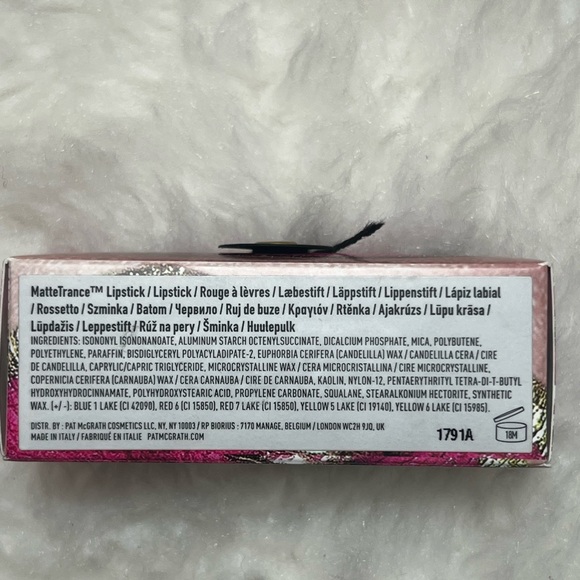 MatteTrance™ Lipstick / Lipstick / Rouge à lèvres / Læbestift / Läppstift / Lippenstift / Lápiz labial
/ Rossetto / Szminka / Batom / Червило / Ruj de buze / Κραγιόν / Rtěnka / Ajakrúzs / Lūpu krāsa /
Lūpdažis / Leppestift / Rúž na pery / Šminka / Huulepulk
INGREDIENTS: ISONONYL ISONONANOATE, ALUMINUM STARCH OCTENYLSUCCINATE, DICALCIUM PHOSPHATE, MICA, POLYBUTENE,
POLYETHYLENE, PARAFFIN, BISDIGLYCERYL POLYACYLADIPATE-2, EUPHORBIA CERIFERA (CANDELILLA) WAX / CANDELILLA CERA / CIRE
DE CANDELILLA, CAPRYLIC/CAPRIC TRIGLYCERIDE, MICROCRYSTALLINE WAX / CERA MICROCRISTALLINA / CIRE MICROCRYSTALLINE,
COPERNICIA CERIFERA (CARNAUBA) WAX / CERA CARNAUBA / CIRE DE CARNAUBA, KAOLIN, NYLON-12, PENTAERYTHRITYL TETRA-DI-T-BUTYL
HYDROXYHYDROCINNAMATE, POLYHYDROXYSTEARIC ACID, PROPYLENE CARBONATE, SQUALANE, STEARALKONIUM HECTORITE, SYNTHETIC
WAX. [+/-]: BLUE 1 LAKE (CI 42090), RED 6 (CI 15850), RED 7 LAKE (CI 15850), YELLOW 5 LAKE (CI 19140), YELLOW 6 LAKE (CI 15985).
DISTR. BY : PAT McGRATH COSMETICS LLC, NY, NY 10003 / RP BIORIUS : 7170 MANAGE, BELGIUM / LONDON WC2H 9JQ, UK
MADE IN ITALY / FABRIQUÉ EN ITALIE PATMCGRATH.COM
1791A
18M